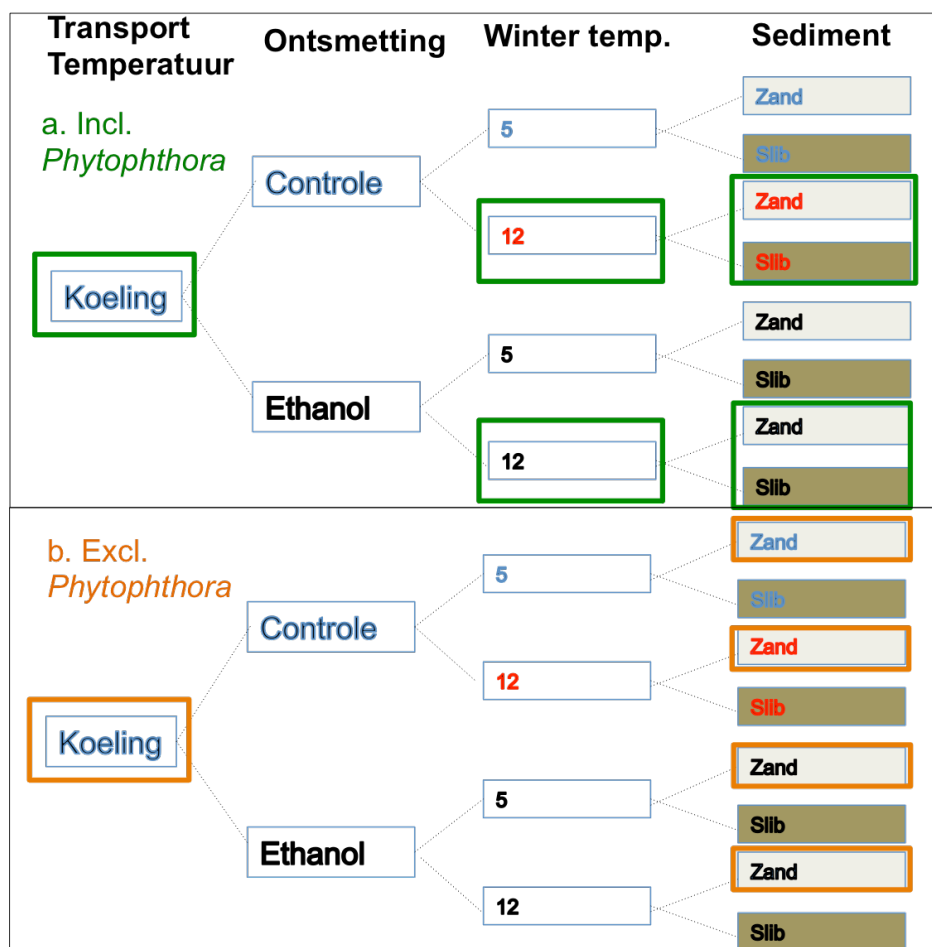 Transport
Temperatuur
Ontsmetting
Winter temp.
Sediment
a. Incl.
Phytophthora
Koeling
Controle
5
Zand
Slib
12
Zand
Slib
Ethanol
5
Zand
Slib
12
Zand
Slib
b. Excl.
Phytophthora
Koeling
Controle
5
Zand
Slib
12
Zand
Slib
Ethanol
5
Zand
Slib
12
Zand
Slib